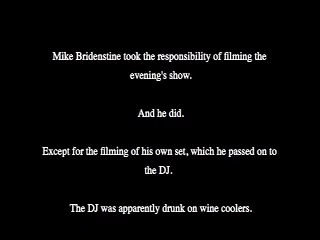 Mike Bridenstine took the responsibility of filming the
evening's show.
And he did.
Except for the filming of his own set, which he passed on to
the DJ.
The DJ was apparently drunk on wine coolers.